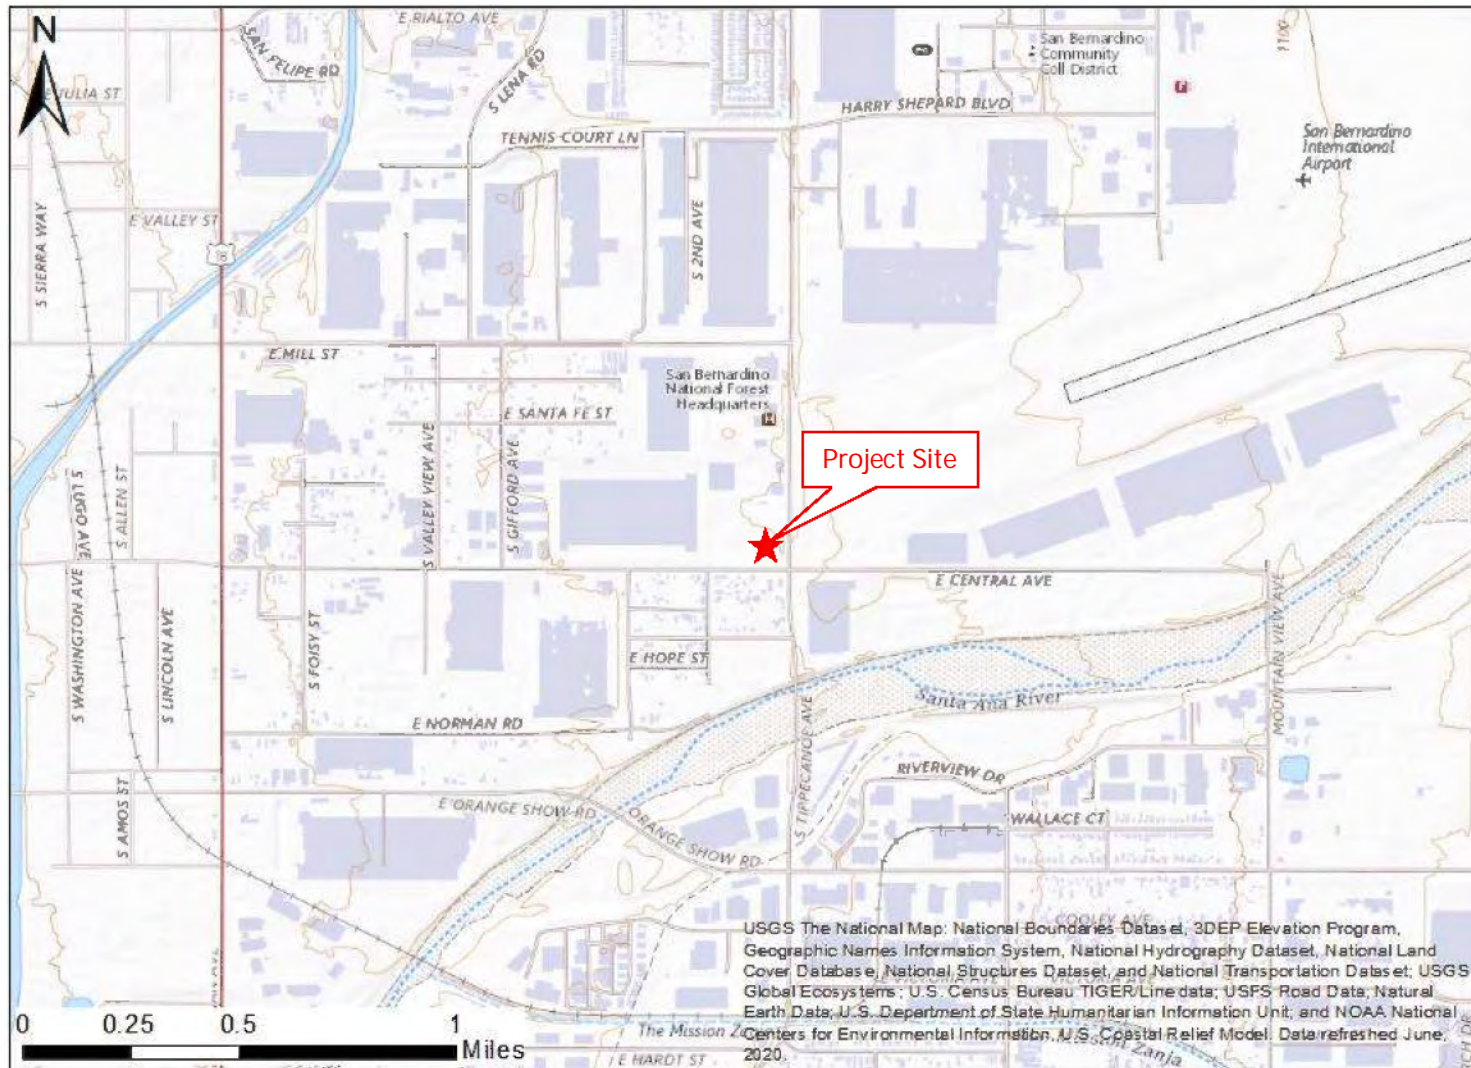 N
E RIALTO AVE
SAN FELIPE RD
S LENA RD
San Bernardino
Community
Coll District
1100
E JULIA ST
HARRY SHEPARD BLVD
TENNIS COURT LN
San Bernardino
International
Airport
S SIERRA WAY
E VALLEY ST
18
S 2ND AVE
E MILL ST
San Bernardino
National Forest
Headquarters
E SANTA FE ST
S VALLEY VIEW AVE
S GIFFORD AVE
Project Site
S LUGO AVE
S ALLEN ST
E CENTRAL AVE
S WASHINGTON AVE
S LINCOLN AVE
S FOISY ST
E HOPE ST
MOUNTAIN VIEW AVE
Santa Ana River
E NORMAN RD
S TIPPECANOE AVE
RIVERVIEW DR
S AMOS ST
E ORANGE SHOW RD
ORANGE SHOW RD
WALLACE CT
COOLEY AVE
USGS The National Map: National Boundaries Dataset, 3DEP Elevation Program,
Geographic Names Information System, National Hydrography Dataset, National Land
Cover Database, National Structures Dataset, and National Transportation Dataset; USGS
Global Ecosystems; U.S. Census Bureau TIGER/Line data; USFS Road Data; Natural
Earth Data; U.S. Department of State Humanitarian Information Unit; and NOAA National
Centers for Environmental Information, U.S. Coastal Relief Model. Data refreshed June,
2020.
0 0.25 0.5 1
Miles
The Mission
Zanja
E HARDT ST